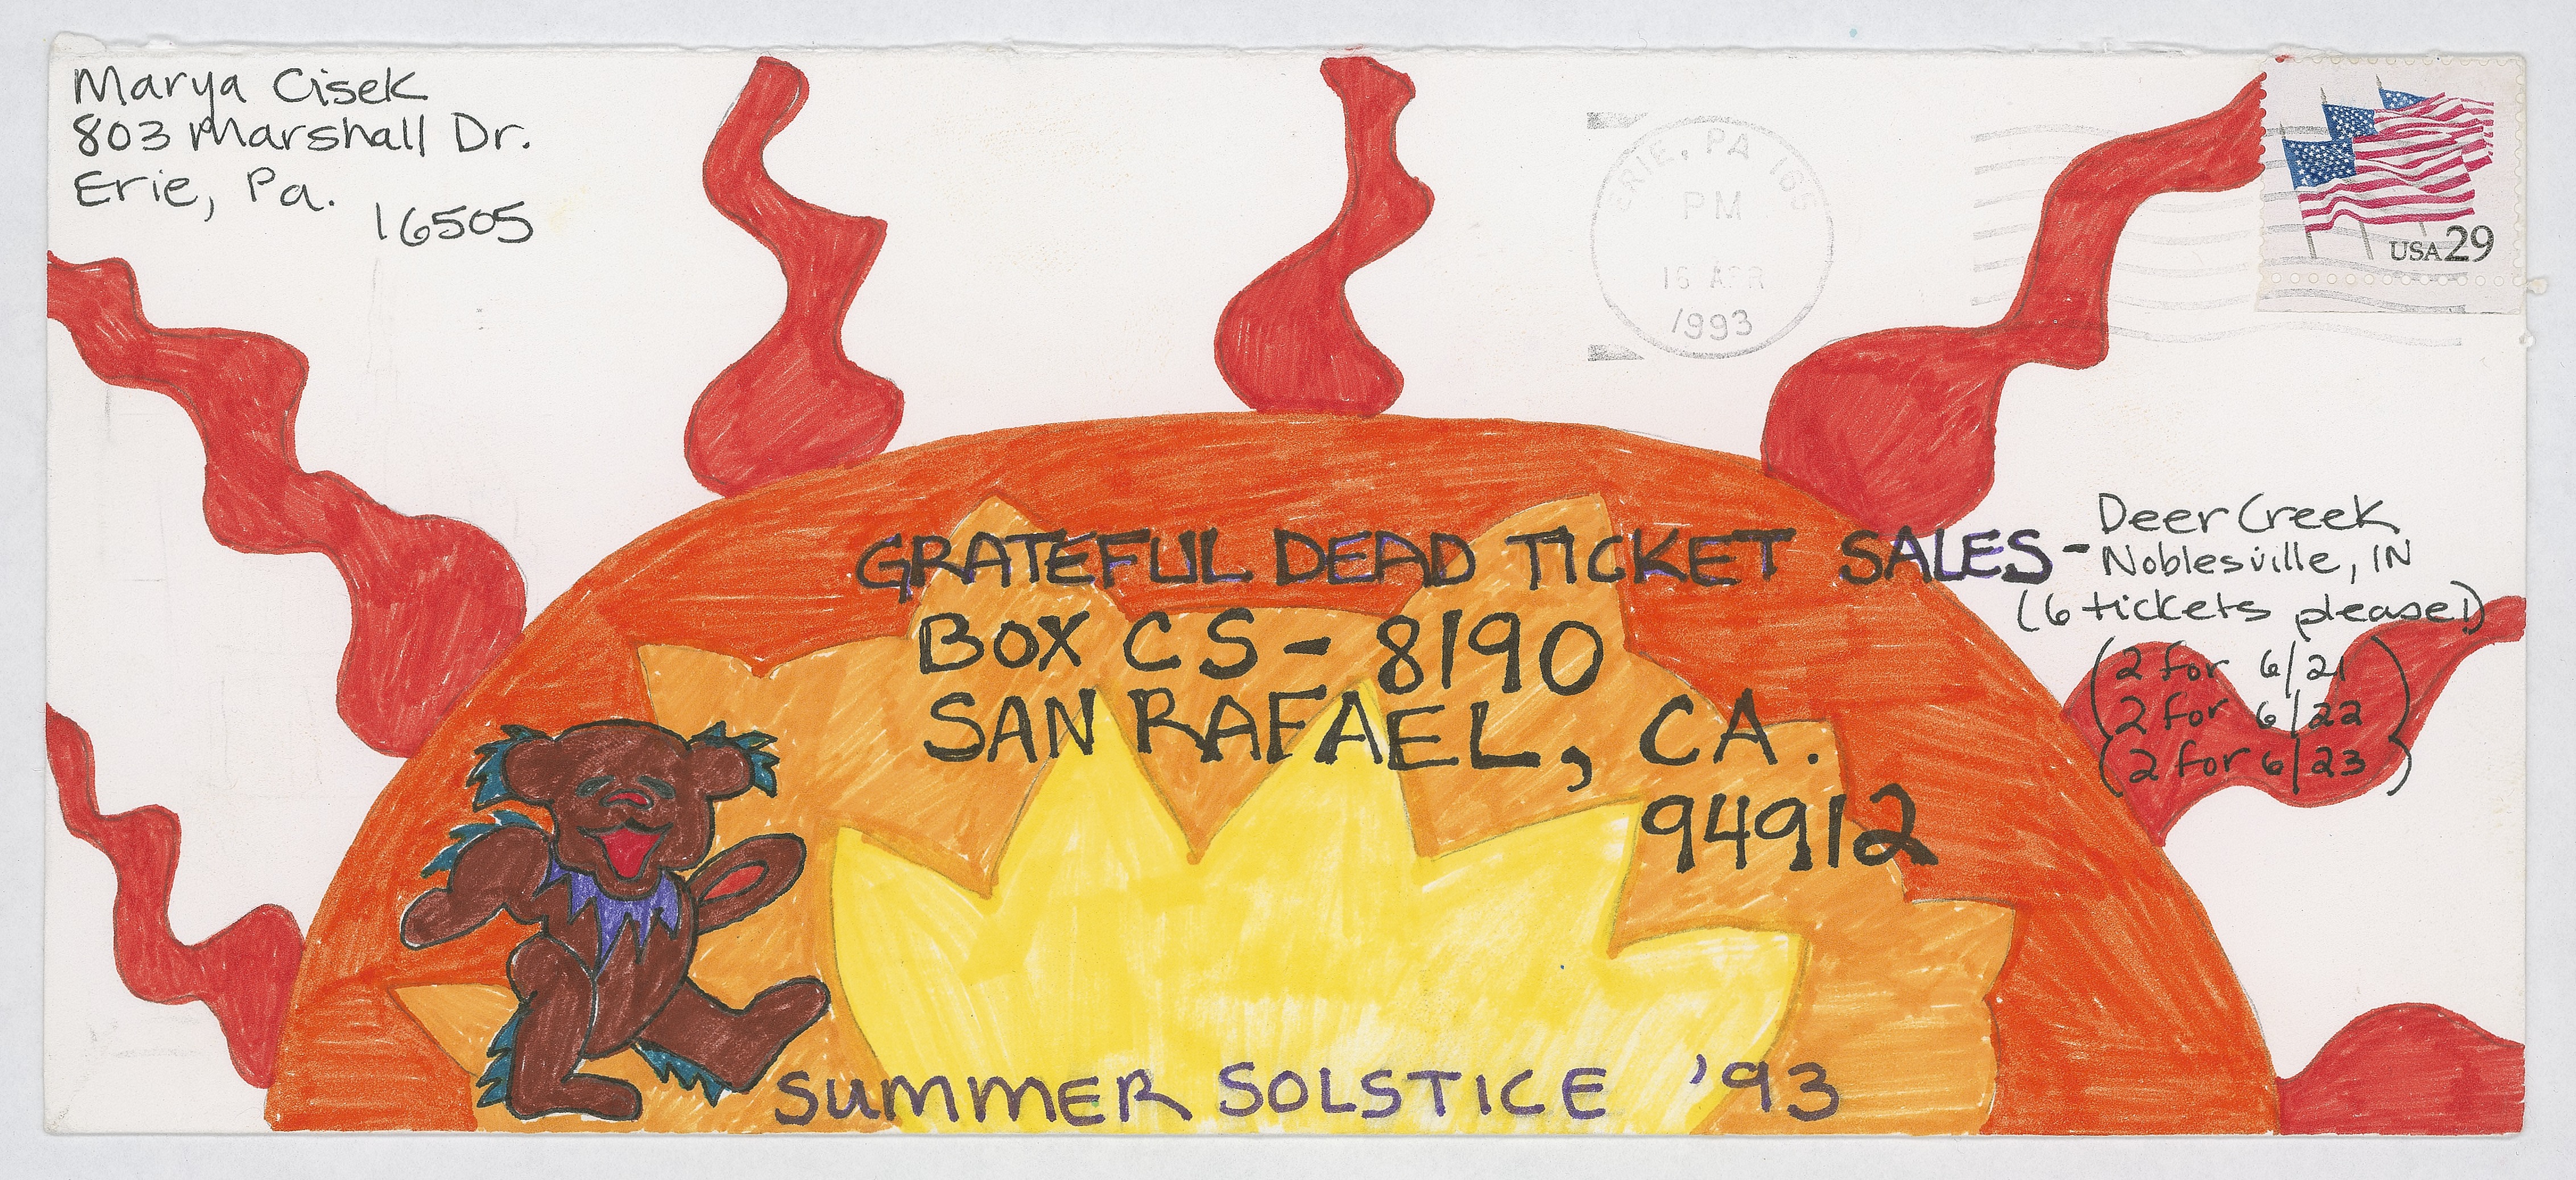 Marya Cisek
803 Marshall Dr.
Erie, Pa.
16505
ERIE, PA 165
PM
16 APR
1993
USA 29
GRATEFUL DEAD TICKET SALES -
BOX CS - 8190
SAN RAFAEL, CA.
94912
Deer Creek
Noblesville, IN
(6 tickets please!)
(2 for 6/21)
2 for 6/22
(2 for 6/23)
SUMMER SOLSTICE '93